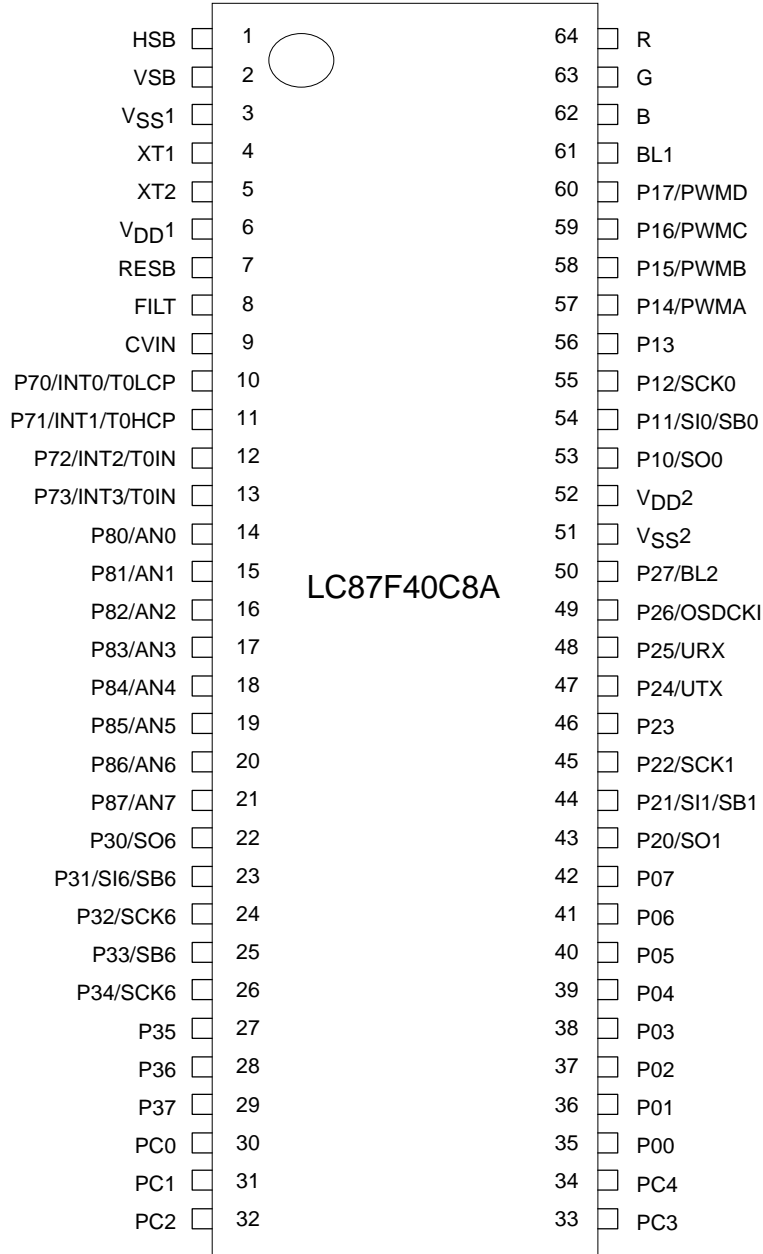 HSB 1 64 R
VSB 2 63 G
VSS1 3 62 B
XT1 4 61 BL1
XT2 5 60 P17/PWMD
VDD1 6 59 P16/PWMC
RESB 7 58 P15/PWMB
FILT 8 57 P14/PWMA
CVIN 9 56 P13
P70/INT0/T0LCP 10 55 P12/SCK0
P71/INT1/T0HCP 11 54 P11/SI0/SB0
P72/INT2/T0IN 12 53 P10/SO0
P73/INT3/T0IN 13 52 VDD2
P80/AN0 14 51 VSS2
P81/AN1 15 50 P27/BL2
LC87F40C8A
P82/AN2 16 49 P26/OSDCKI
P83/AN3 17 48 P25/URX
P84/AN4 18 47 P24/UTX
P85/AN5 19 46 P23
P86/AN6 20 45 P22/SCK1
P87/AN7 21 44 P21/SI1/SB1
P30/SO6 22 43 P20/SO1
P31/SI6/SB6 23 42 P07
P32/SCK6 24 41 P06
P33/SB6 25 40 P05
P34/SCK6 26 39 P04
P35 27 38 P03
P36 28 37 P02
P37 29 36 P01
PC0 30 35 P00
PC1 31 34 PC4
PC2 32 33 PC3